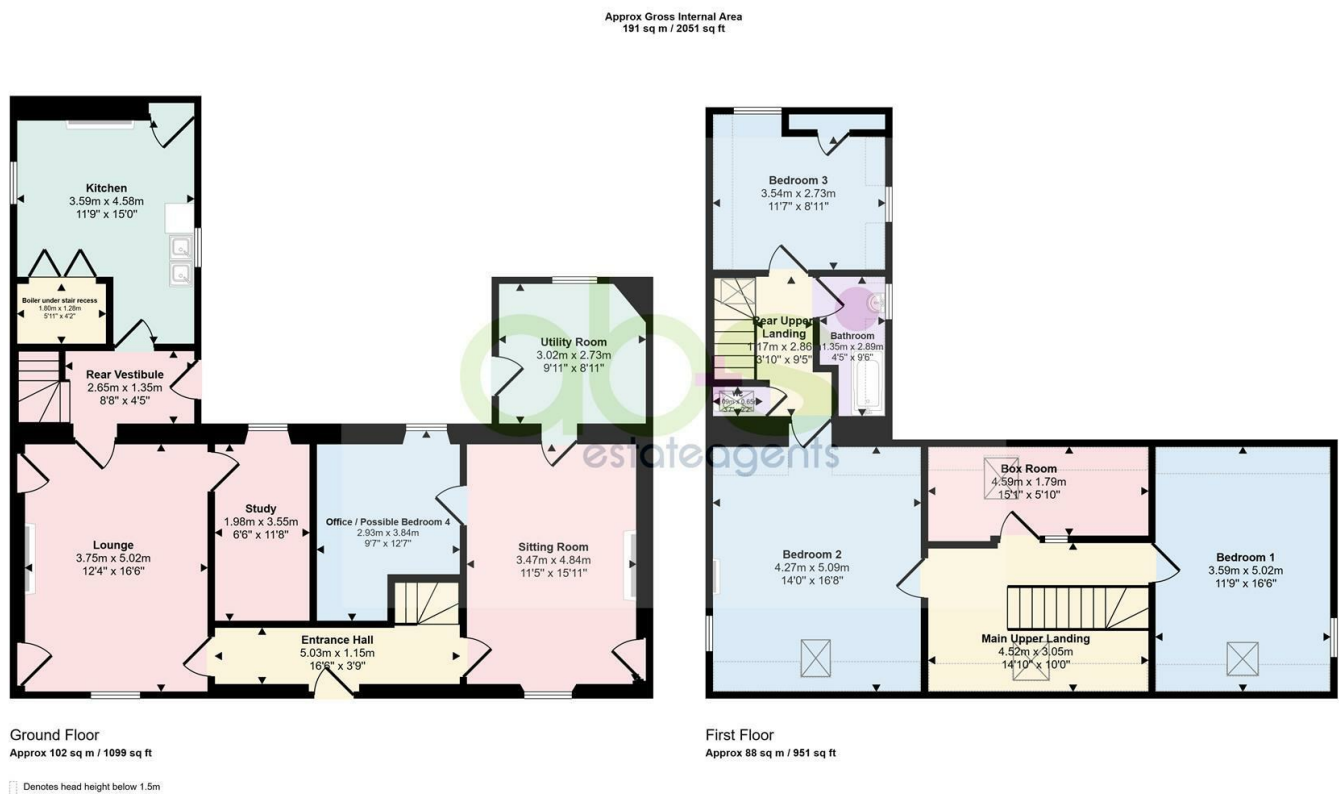 Approx Gross Internal Area
191 sq m / 2051 sq ft
Kitchen
3.59m x 4.58m
11'9" x 15'0"
Boiler under stair recess
1.80m x 1.28m
5'11" x 4'2"
Rear Vestibule
2.65m x 1.35m
8'8" x 4'5"
Utility Room
3.02m x 2.73m
9'11" x 8'11"
Lounge
3.75m x 5.02m
12'4" x 16'6"
Study
1.98m x 3.55m
6'6" x 11'8"
Office / Possible Bedroom 4
2.93m x 3.84m
9'7" x 12'7"
Sitting Room
3.47m x 4.84m
11'5" x 15'11"
Entrance Hall
5.03m x 1.15m
16'6" x 3'9"
Ground Floor
Approx 102 sq m / 1099 sq ft
Denotes head height below 1.5m
Bedroom 3
3.54m x 2.73m
11'7" x 8'11"
Rear Upper
Landing
1.17m x 2.86m
3'10" x 9'5"
Bathroom
1.35m x 2.89m
4'5" x 9'6"
WC
Bedroom 2
4.27m x 5.09m
14'0" x 16'8"
Box Room
4.59m x 1.79m
15'1" x 5'10"
Main Upper Landing
4.52m x 3.05m
14'10" x 10'0"
Bedroom 1
3.59m x 5.02m
11'9" x 16'6"
First Floor
Approx 88 sq m / 951 sq ft
estateagents